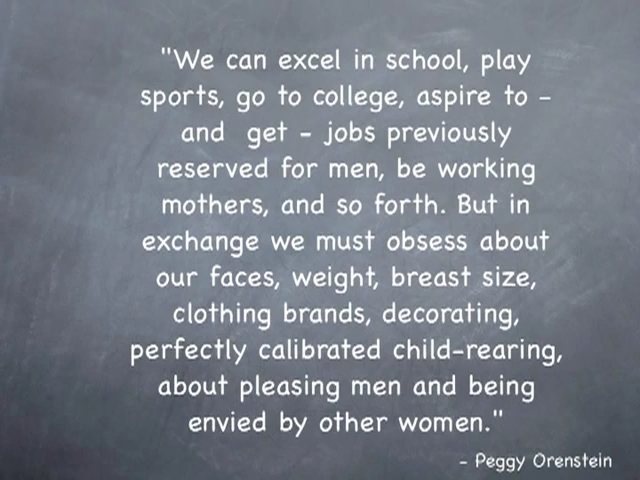 "We can excel in school, play
sports, go to college, aspire to -
and get - jobs previously
reserved for men, be working
mothers, and so forth. But in
exchange we must obsess about
our faces, weight, breast size,
clothing brands, decorating,
perfectly calibrated child-rearing,
about pleasing men and being
envied by other women."
- Peggy Orenstein